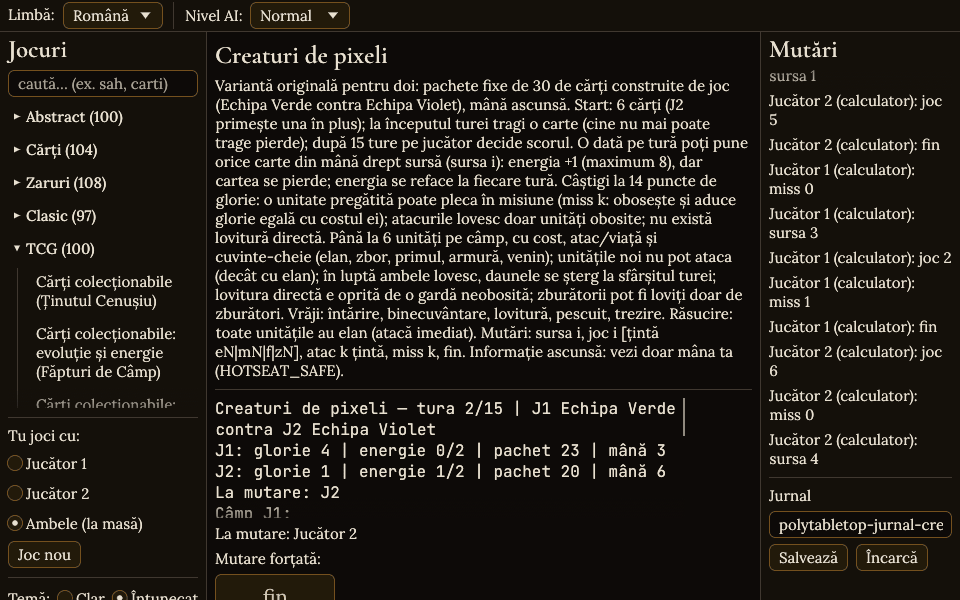 Limbă: Română Nivel AI: Normal
Jocuri
caută... (ex. sah, carti)
Abstract (100)
Cărți (104)
Zaruri (108)
Clasic (97)
TCG (100)
Cărți colecționabile
(Ținutul Cenușiu)
Cărți colecționabile:
evoluție și energie
(Făpturi de Câmp)
Cărți colecționabile:
Tu joci cu:
Jucător 1
Jucător 2
Ambele (la masă)
Joc nou
Temă: Clar Întunecat
Creaturi de pixeli
Variantă originală pentru doi: pachete fixe de 30 de cărți construite de joc
(Echipa Verde contra Echipa Violet), mână ascunsă. Start: 6 cărți (J2
primește una în plus); la începutul turei tragi o carte (cine nu mai poate
trage pierde); după 15 ture pe jucător decide scorul. O dată pe tură poți pune
orice carte din mână drept sursă (sursa i): energia +1 (maximum 8), dar
cartea se pierde; energia se reface la fiecare tură. Câștigi la 14 puncte de
glorie: o unitate pregătită poate pleca în misiune (miss k: obosește și aduce
glorie egală cu costul ei); atacurile lovesc doar unități obosite; nu există
lovitură directă. Până la 6 unități pe câmp, cu cost, atac/viață și
cuvinte-cheie (elan, zbor, primul, armură, venin); unitățile noi nu pot ataca
(decât cu elan); în luptă ambele lovesc, daunele se șterg la sfârșitul turei;
lovitura directă e oprită de o gardă neobosită; zburătorii pot fi loviți doar de
zburători. Vrăji: întărire, binecuvântare, lovitură, pescuit, trezire. Răsucire:
toate unitățile au elan (atacă imediat). Mutări: sursa i, joc i [țintă
eN|mN|f|zN], atac k țintă, miss k, fin. Informație ascunsă: vezi doar mâna ta
(HOTSEAT_SAFE).
Creaturi de pixeli — tura 2/15 | J1 Echipa Verde
contra J2 Echipa Violet
J1: glorie 4 | energie 0/2 | pachet 23 | mână 3
J2: glorie 1 | energie 1/2 | pachet 20 | mână 6
La mutare: J2
Câmp J1:
La mutare: Jucător 2
Mutare forțată:
fin
Mutări
sursa 1
Jucător 2 (calculator): joc
5
Jucător 2 (calculator): fin
Jucător 1 (calculator):
miss 0
Jucător 1 (calculator):
sursa 3
Jucător 1 (calculator): joc 2
Jucător 1 (calculator):
miss 1
Jucător 1 (calculator): fin
Jucător 2 (calculator): joc
6
Jucător 2 (calculator):
miss 0
Jucător 2 (calculator):
sursa 4
Jurnal
polytabletop-jurnal-cre
Salvează Încarcă